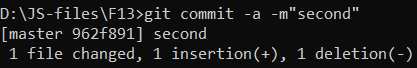 D:\JS-files\F13>git commit -a -m"second"
[master 962f891] second
 1 file changed, 1 insertion(+), 1 deletion(-)